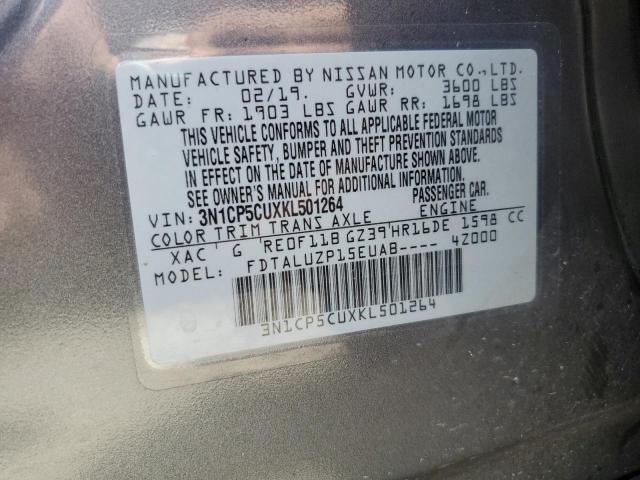 MANUFACTURED BY NISSAN MOTOR CO.,LTD.
DATE: 02/19. GVWR: 3600 LBS
GAWR FR: 1903 LBS GAWR RR: 1698 LBS
THIS VEHICLE CONFORMS TO ALL APPLICABLE FEDERAL MOTOR
VEHICLE SAFETY, BUMPER AND THEFT PREVENTION STANDARDS
IN EFFECT ON THE DATE OF MANUFACTURE SHOWN ABOVE.
SEE OWNER'S MANUAL FOR ADDITIONAL INFORMATION.
VIN: 3N1CP5CUXKL501264 PASSENGER CAR.
COLOR TRIM TRANS AXLE ENGINE
XAC ' G 'RE0F11B GZ39'HR16DE 1598 CC
MODEL: FDTALUZP15EUAB---- 4Z000
3N1CP5CUXKL501264